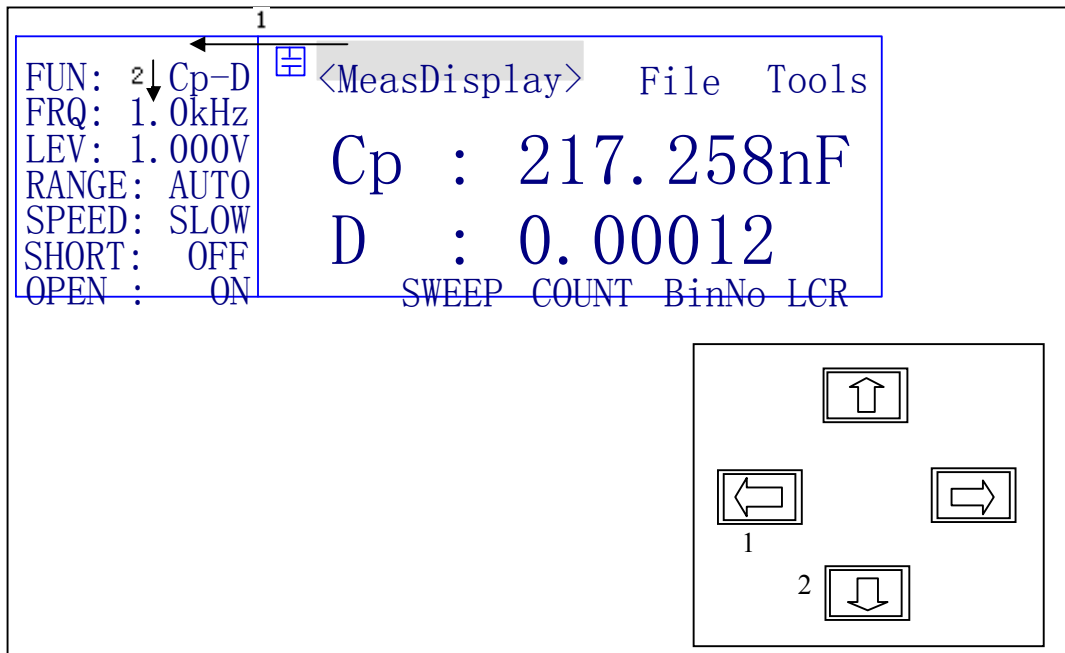 1
FUN: 2 Cp-D
FRQ: 1.0kHz
LEV: 1.000V
RANGE: AUTO
SPEED: SLOW
SHORT: OFF
OPEN : ON
<MeasDisplay> File Tools
Cp : 217.258nF
D : 0.00012
SWEEP COUNT BinNo LCR
1
2